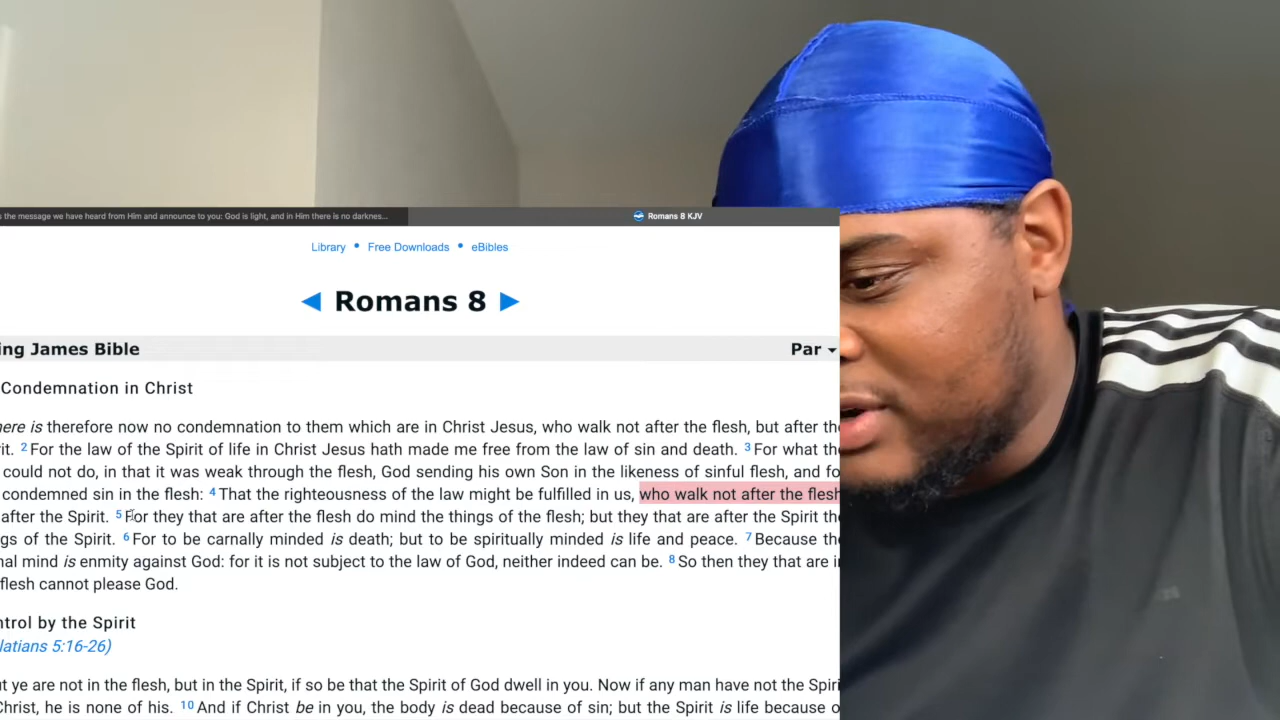 s the message we have heard from Him and announce to you: God is light, and in Him there is no darknes...
Romans 8 KJV
Library • Free Downloads • eBibles
◄ Romans 8 ►
ing James Bible
Par
Condemnation in Christ
ere is therefore now no condemnation to them which are in Christ Jesus, who walk not after the flesh, but after the
it. 2 For the law of the Spirit of life in Christ Jesus hath made me free from the law of sin and death. 3 For what the
could not do, in that it was weak through the flesh, God sending his own Son in the likeness of sinful flesh, and fo
condemned sin in the flesh: 4 That the righteousness of the law might be fulfilled in us, who walk not after the flesh
after the Spirit. 5 For they that are after the flesh do mind the things of the flesh; but they that are after the Spirit the
gs of the Spirit. 6 For to be carnally minded is death; but to be spiritually minded is life and peace. 7 Because the
nal mind is enmity against God: for it is not subject to the law of God, neither indeed can be. 8 So then they that are in
flesh cannot please God.
ntrol by the Spirit
latians 5:16-26)
t ye are not in the flesh, but in the Spirit, if so be that the Spirit of God dwell in you. Now if any man have not the Spiri
Christ, he is none of his. 10 And if Christ be in you, the body is dead because of sin; but the Spirit is life because o